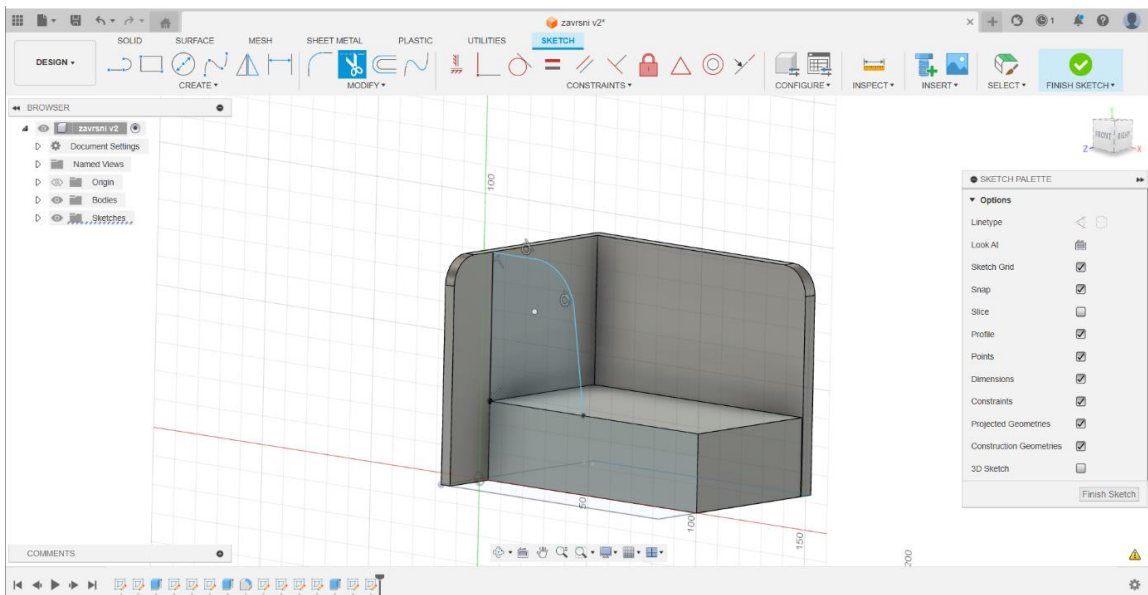 zavrsni v2*
1
SOLID SURFACE MESH SHEET METAL PLASTIC UTILITIES SKETCH
DESIGN
CREATE MODIFY CONSTRAINTS CONFIGURE INSPECT INSERT SELECT FINISH SKETCH
BROWSER
zavrsni v2
Document Settings
Named Views
Origin
Bodies
Sketches
100
50
100
150
200
Y
FRONT RIGHT
Z X
SKETCH PALETTE
Options
Linetype
Look At
Sketch Grid
Snap
Slice
Profile
Points
Dimensions
Constraints
Projected Geometries
Construction Geometries
3D Sketch
Finish Sketch
COMMENTS